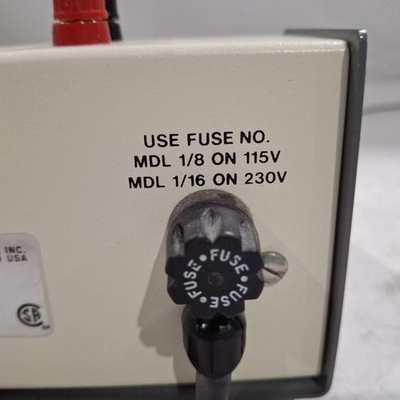 USE FUSE NO.
MDL 1/8 ON 115V
MDL 1/16 ON 230V
FUSE • FUSE • FUSE •
INC.
USA